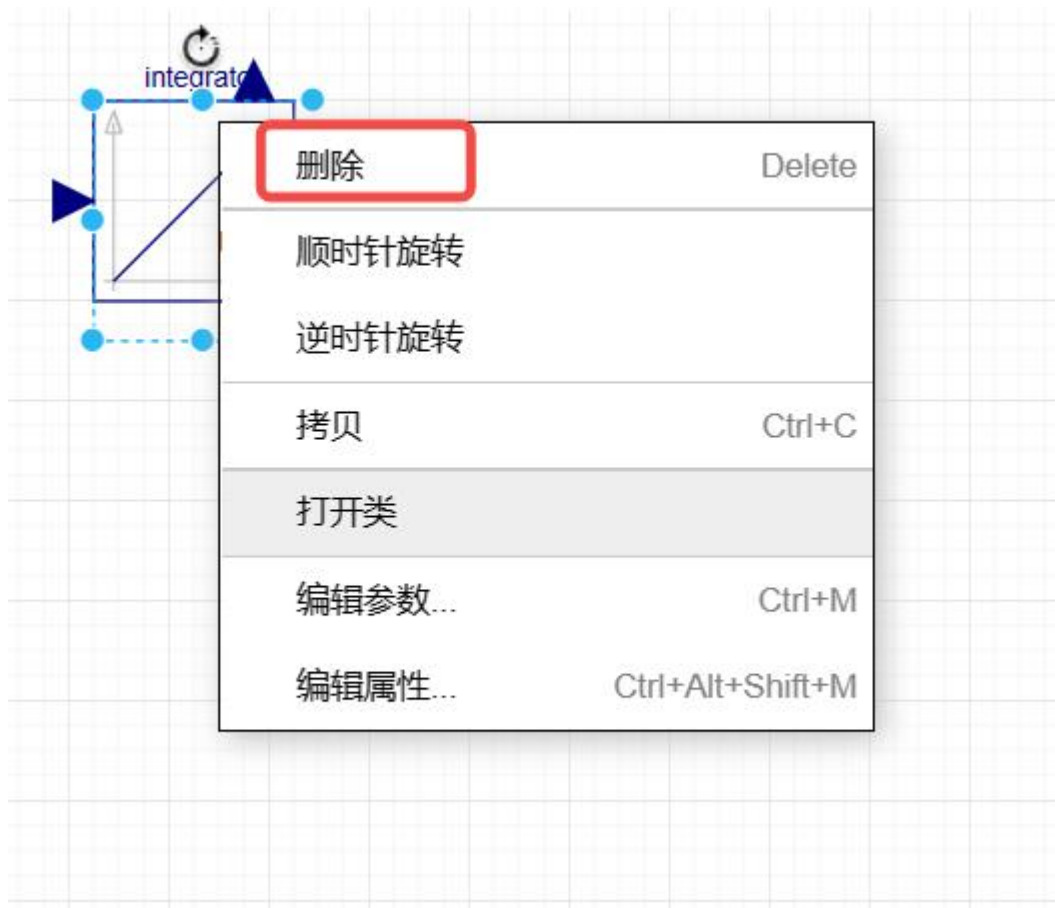 integrato
删除 Delete
顺时针旋转
逆时针旋转
拷贝 Ctrl+C
打开类
编辑参数... Ctrl+M
编辑属性... Ctrl+Alt+Shift+M